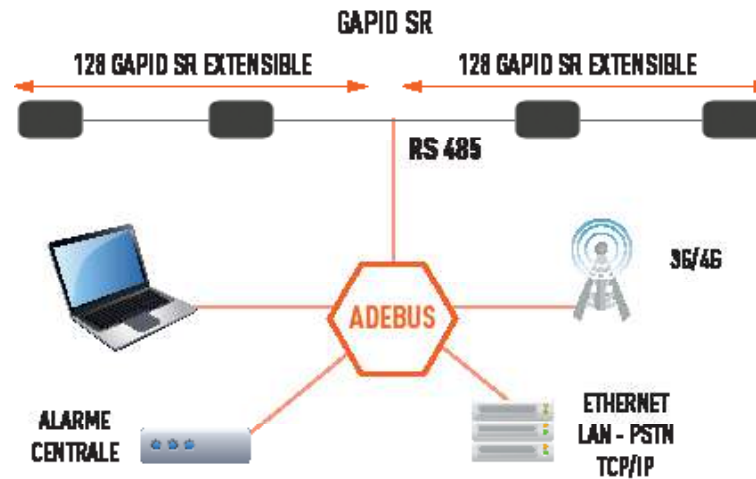 GAPID SR
128 GAPID SR EXTENSIBLE
128 GAPID SR EXTENSIBLE
RS 485
3G/4G
ADEBUS
ALARME
CENTRALE
ETHERNET
LAN - PSTN
TCP/IP